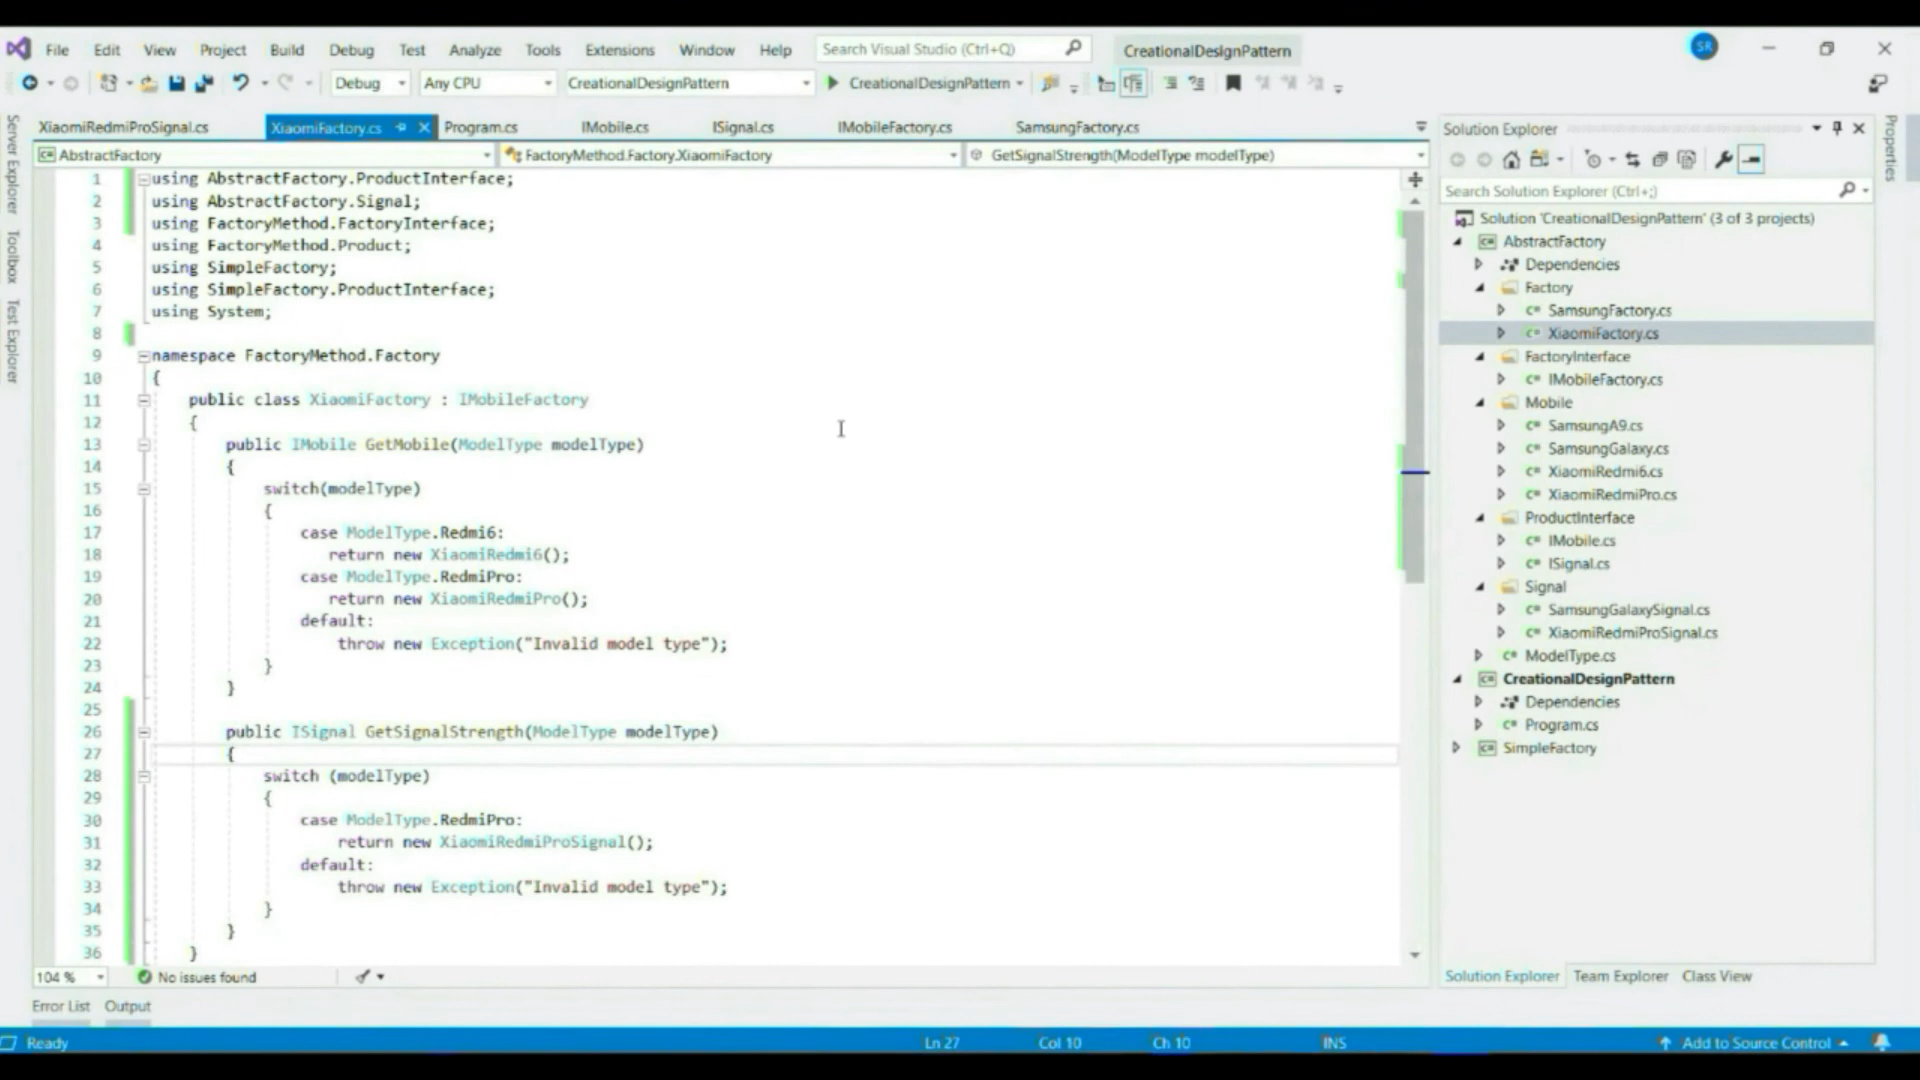 File Edit View Project Build Debug Test Analyze Tools Extensions Window Help Search Visual Studio (Ctrl+Q) CreationalDesignPattern SR
Debug Any CPU CreationalDesignPattern CreationalDesignPattern
Server Explorer
Toolbox
Test Explorer
XiaomiRedmiProSignal.cs XiaomiFactory.cs Program.cs IMobile.cs ISignal.cs IMobileFactory.cs SamsungFactory.cs
AbstractFactory FactoryMethod.Factory.XiaomiFactory GetSignalStrength(ModelType modelType)
1 using AbstractFactory.ProductInterface;
2 using AbstractFactory.Signal;
3 using FactoryMethod.FactoryInterface;
4 using FactoryMethod.Product;
5 using SimpleFactory;
6 using SimpleFactory.ProductInterface;
7 using System;
8
9 namespace FactoryMethod.Factory
10 {
11 public class XiaomiFactory : IMobileFactory
12 {
13 public IMobile GetMobile(ModelType modelType)
14 {
15 switch(modelType)
16 {
17 case ModelType.Redmi6:
18 return new XiaomiRedmi6();
19 case ModelType.RedmiPro:
20 return new XiaomiRedmiPro();
21 default:
22 throw new Exception("Invalid model type");
23 }
24 }
25
26 public ISignal GetSignalStrength(ModelType modelType)
27 {
28 switch (modelType)
29 {
30 case ModelType.RedmiPro:
31 return new XiaomiRedmiProSignal();
32 default:
33 throw new Exception("Invalid model type");
34 }
35 }
36 }
104 % No issues found
Error List Output
Solution Explorer
Search Solution Explorer (Ctrl+;)
Solution 'CreationalDesignPattern' (3 of 3 projects)
C# AbstractFactory
Dependencies
Factory
C# SamsungFactory.cs
C# XiaomiFactory.cs
FactoryInterface
C# IMobileFactory.cs
Mobile
C# SamsungA9.cs
C# SamsungGalaxy.cs
C# XiaomiRedmi6.cs
C# XiaomiRedmiPro.cs
ProductInterface
C# IMobile.cs
C# ISignal.cs
Signal
C# SamsungGalaxySignal.cs
C# XiaomiRedmiProSignal.cs
C# ModelType.cs
C# CreationalDesignPattern
Dependencies
C# Program.cs
C# SimpleFactory
Solution Explorer Team Explorer Class View
Properties
Ready Ln 27 Col 10 Ch 10 INS Add to Source Control